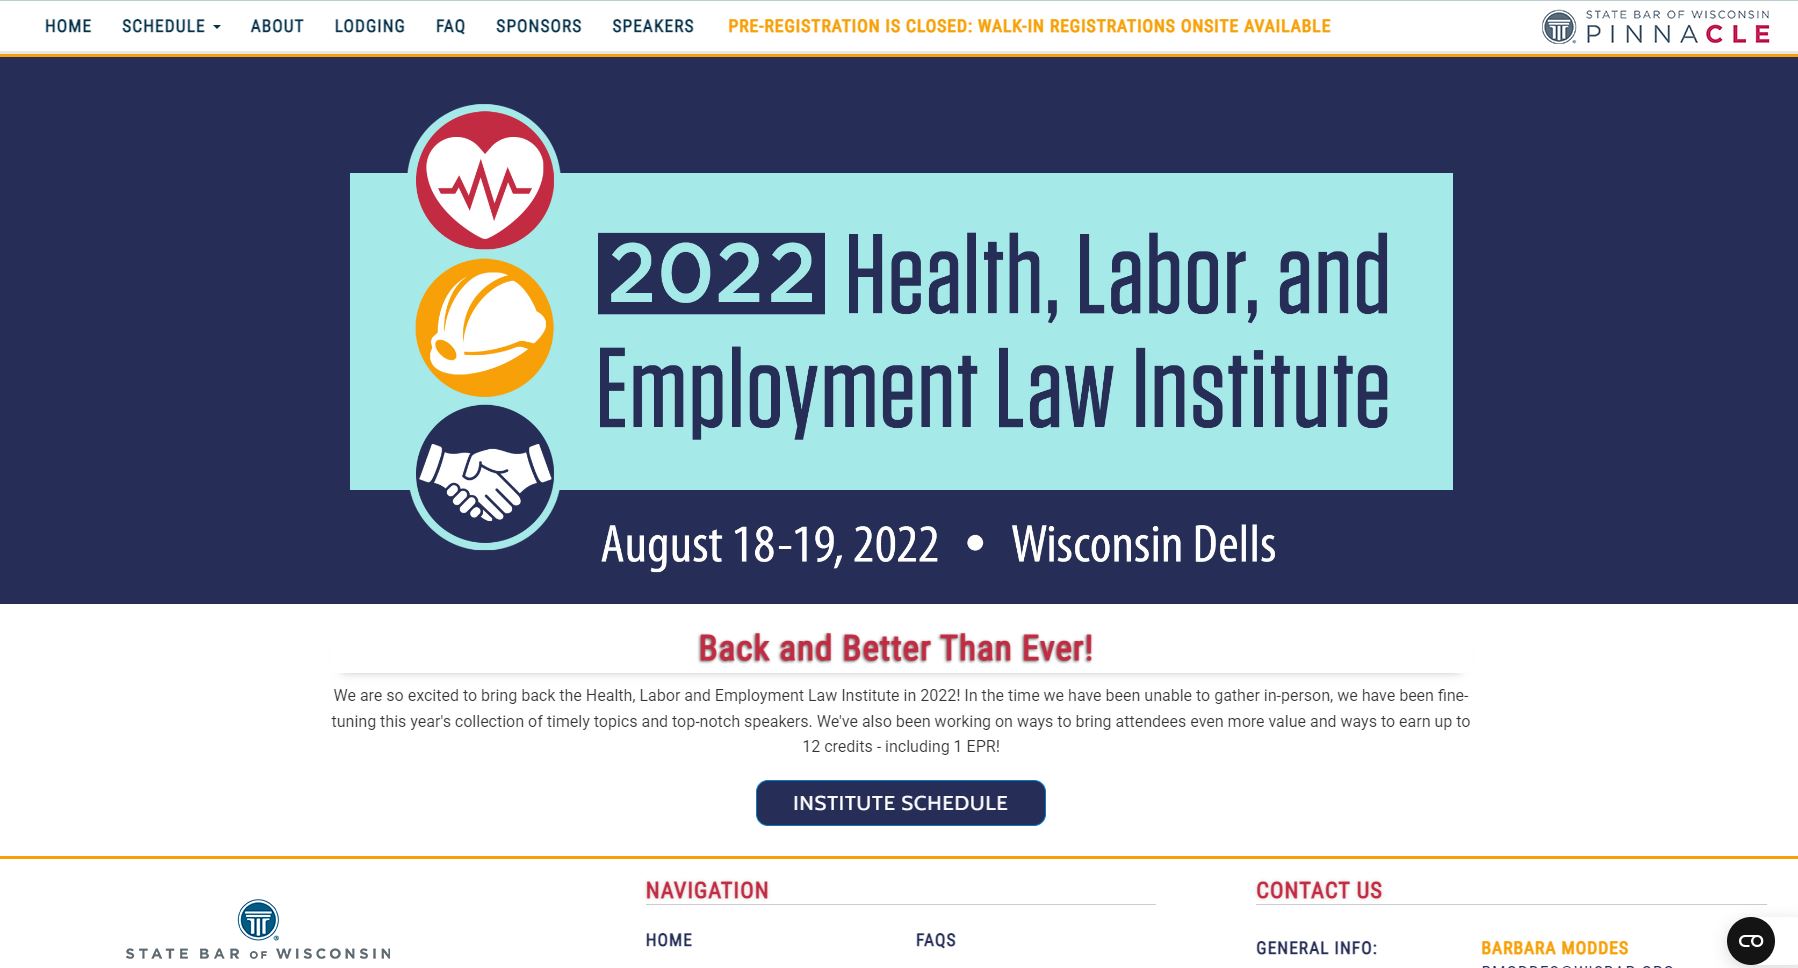 HOME SCHEDULE ABOUT LODGING FAQ SPONSORS SPEAKERS PRE-REGISTRATION IS CLOSED: WALK-IN REGISTRATIONS ONSITE AVAILABLE
STATE BAR OF WISCONSIN
PINNACLE
2022 Health, Labor, and
Employment Law Institute
August 18-19, 2022 • Wisconsin Dells
Back and Better Than Ever!
We are so excited to bring back the Health, Labor and Employment Law Institute in 2022! In the time we have been unable to gather in-person, we have been fine-
tuning this year's collection of timely topics and top-notch speakers. We've also been working on ways to bring attendees even more value and ways to earn up to
12 credits - including 1 EPR!
INSTITUTE SCHEDULE
STATE BAR OF WISCONSIN
NAVIGATION
HOME FAQS
CONTACT US
GENERAL INFO: BARBARA MODDES